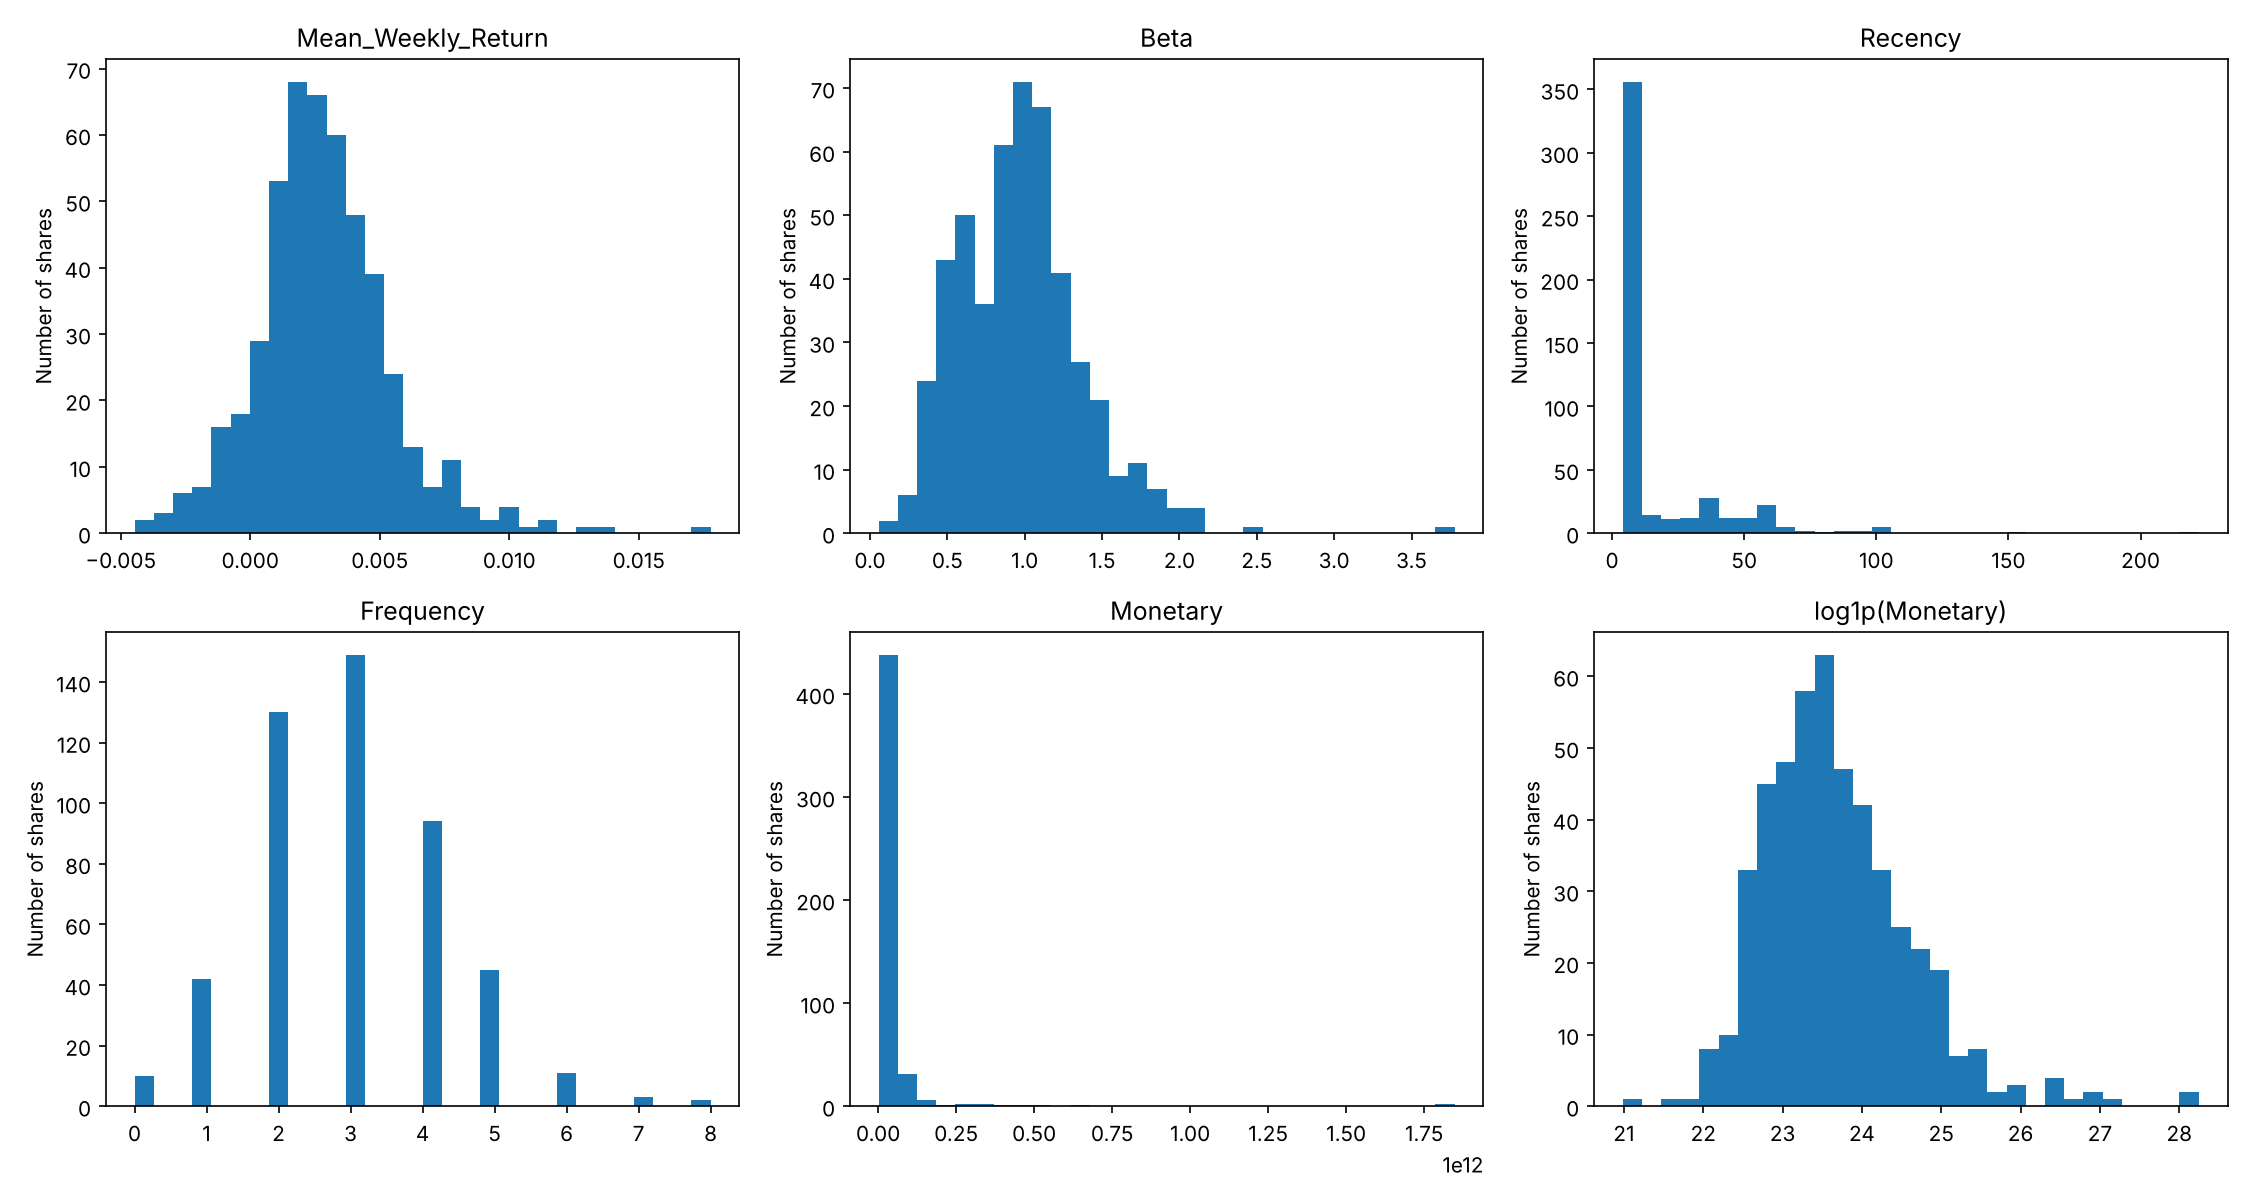 Mean_Weekly_Return
Number of shares
70
60
50
40
30
20
10
0
−0.005 0.000 0.005 0.010 0.015
Beta
Number of shares
70
60
50
40
30
20
10
0
0.0 0.5 1.0 1.5 2.0 2.5 3.0 3.5
Recency
Number of shares
350
300
250
200
150
100
50
0
0 50 100 150 200
Frequency
Number of shares
140
120
100
80
60
40
20
0
0 1 2 3 4 5 6 7 8
Monetary
Number of shares
400
300
200
100
0
0.00 0.25 0.50 0.75 1.00 1.25 1.50 1.75
1e12
log1p(Monetary)
Number of shares
60
50
40
30
20
10
0
21 22 23 24 25 26 27 28